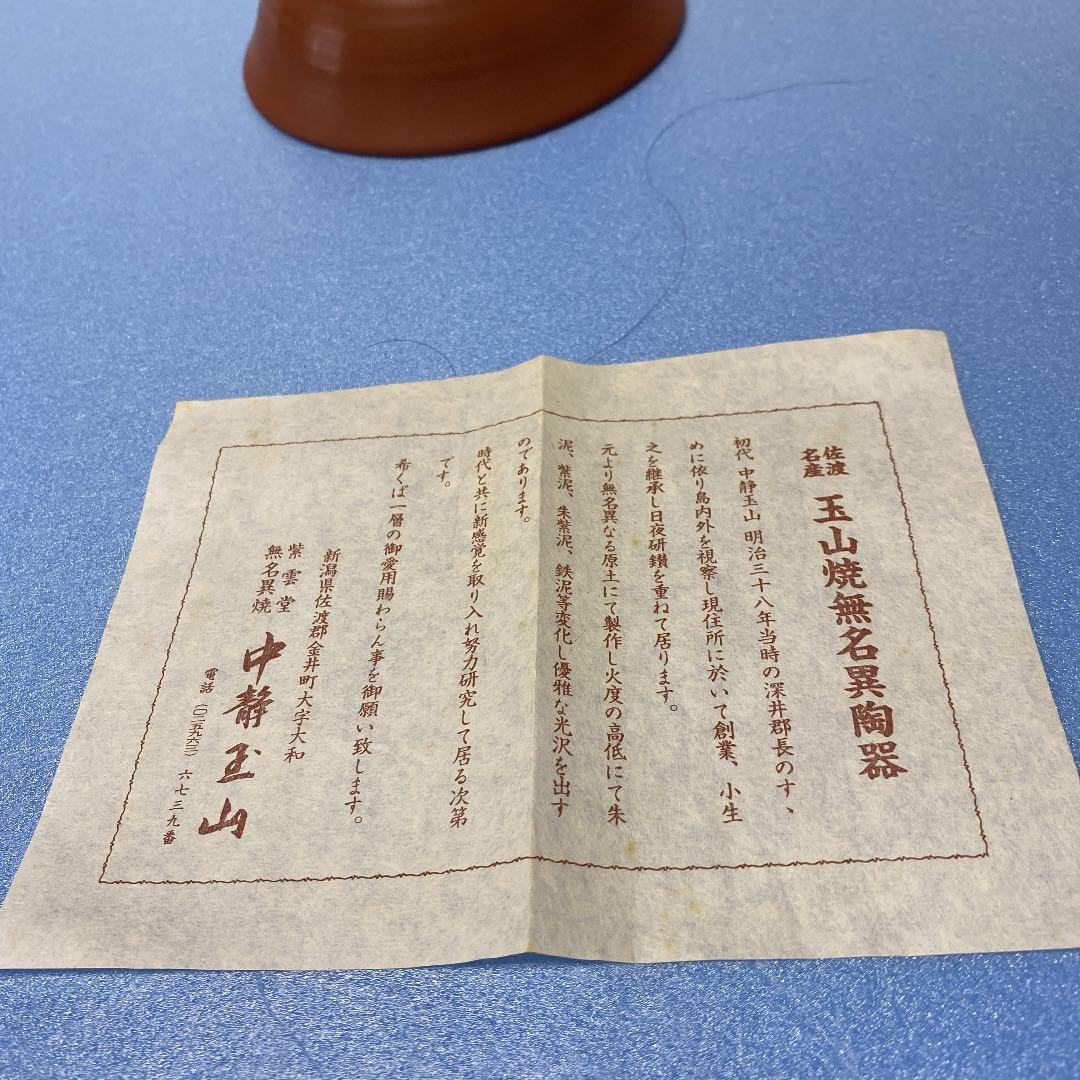 佐渡名産 玉山焼無名異陶器
初代 中静玉山 明治三十八年当時の深井郡長のすゝ
めに依り島内外を視察し現住所に於いて創業、小生
之を継承し日夜研鑽を重ねて居ります。
元より無名異なる原土にて製作し火度の高低にて朱
泥、紫泥、朱紫泥、鉄泥等変化し優雅な光沢を出す
のであります。
時代と共に新感覚を取り入れ努力研究して居る次第
です。
希くば一層の御愛用賜わらん事を御願い致します。
新潟県佐渡郡金井町大字大和
紫雲堂
無名異焼 中静玉山
電話(〇二五九六三)六七三九番